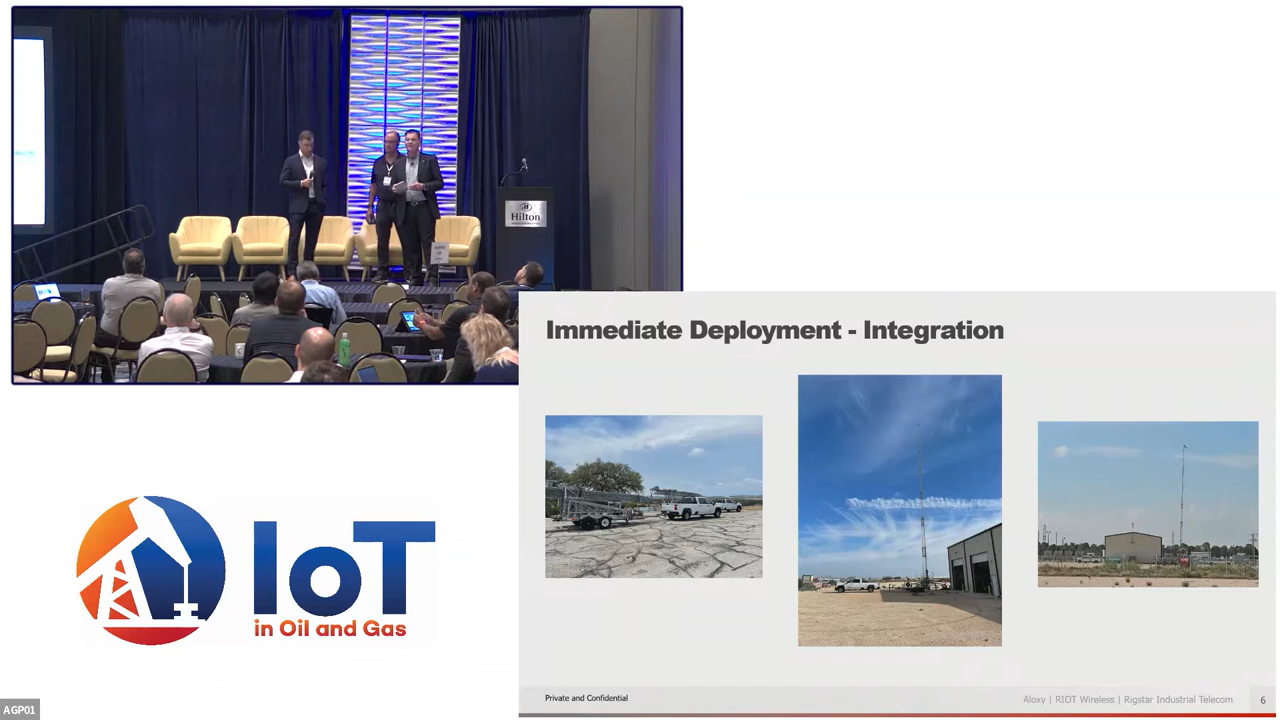 Hilton
Immediate Deployment - Integration
IoT
in Oil and Gas
Private and Confidential
Aloxy | RIOT Wireless | Rigstar Industrial Telecom
6
AGP01